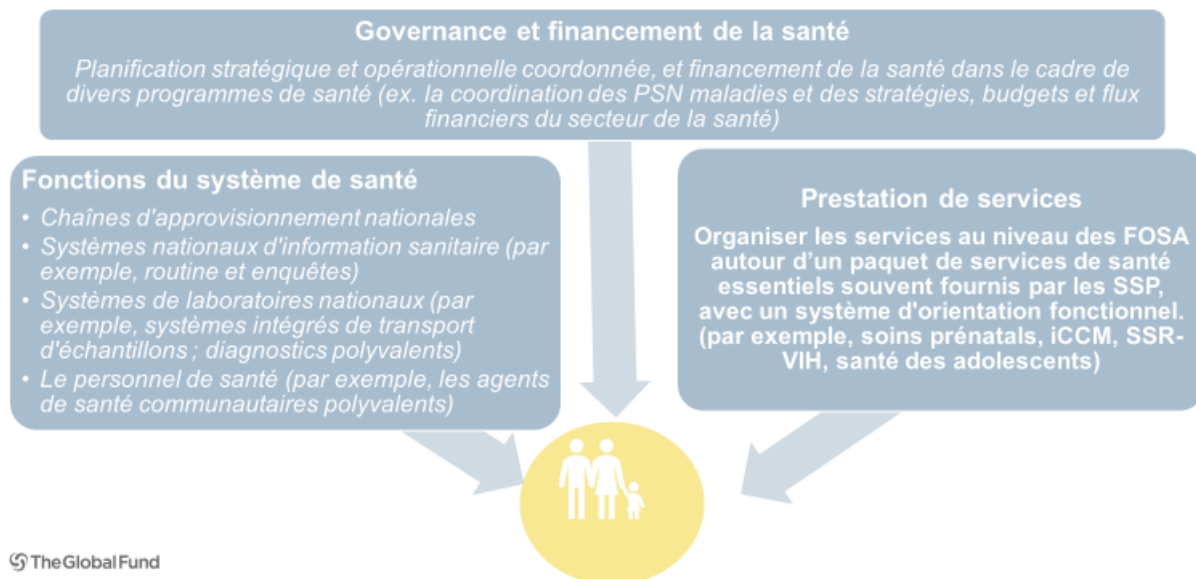 Governance et financement de la santé
Planification stratégique et opérationnelle coordonnée, et financement de la santé dans le cadre de
divers programmes de santé (ex. la coordination des PSN maladies et des stratégies, budgets et flux
financiers du secteur de la santé)
Fonctions du système de santé
• Chaînes d'approvisionnement nationales
• Systèmes nationaux d'information sanitaire (par
exemple, routine et enquêtes)
• Systèmes de laboratoires nationaux (par
exemple, systèmes intégrés de transport
d'échantillons ; diagnostics polyvalents)
• Le personnel de santé (par exemple, les agents
de santé communautaires polyvalents)
Prestation de services
Organiser les services au niveau des FOSA
autour d’un paquet de services de santé
essentiels souvent fournis par les SSP,
avec un système d'orientation fonctionnel.
(par exemple, soins prénatals, iCCM, SSR-
VIH, santé des adolescents)
The Global Fund